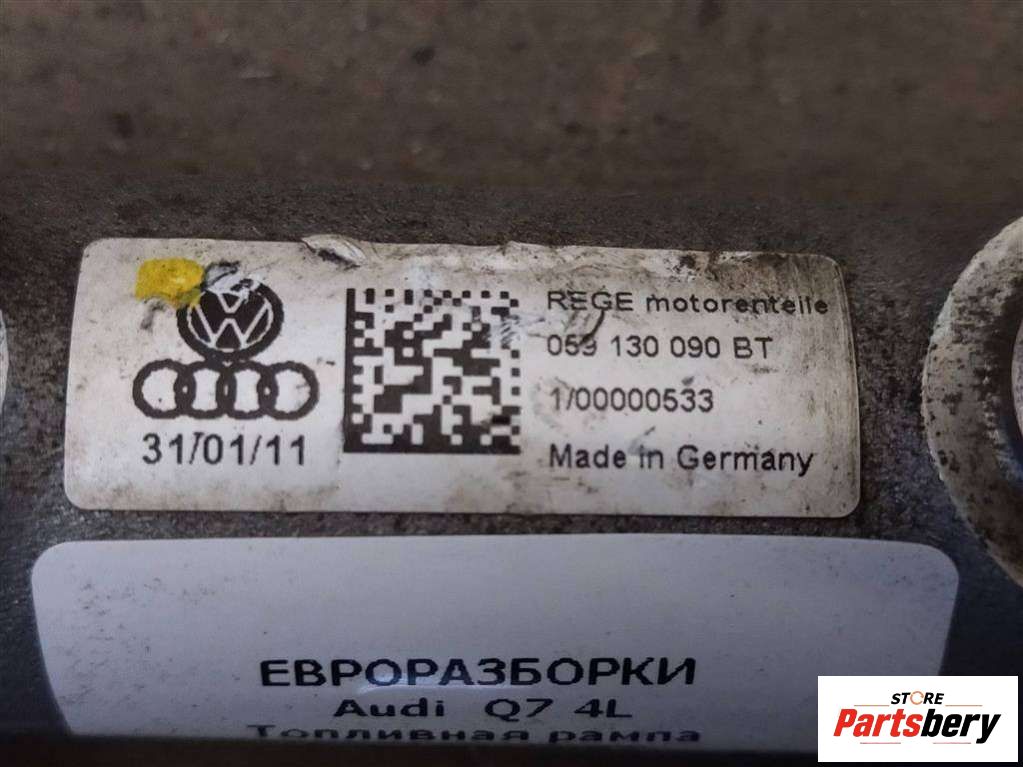 REGE motorenteile
059 130 090 BT
1/00000533
Made in Germany
31/01/11
ЕВРОРАЗБОРКИ
Audi Q7 4L
Топливная рампа
STORE
Partsbery